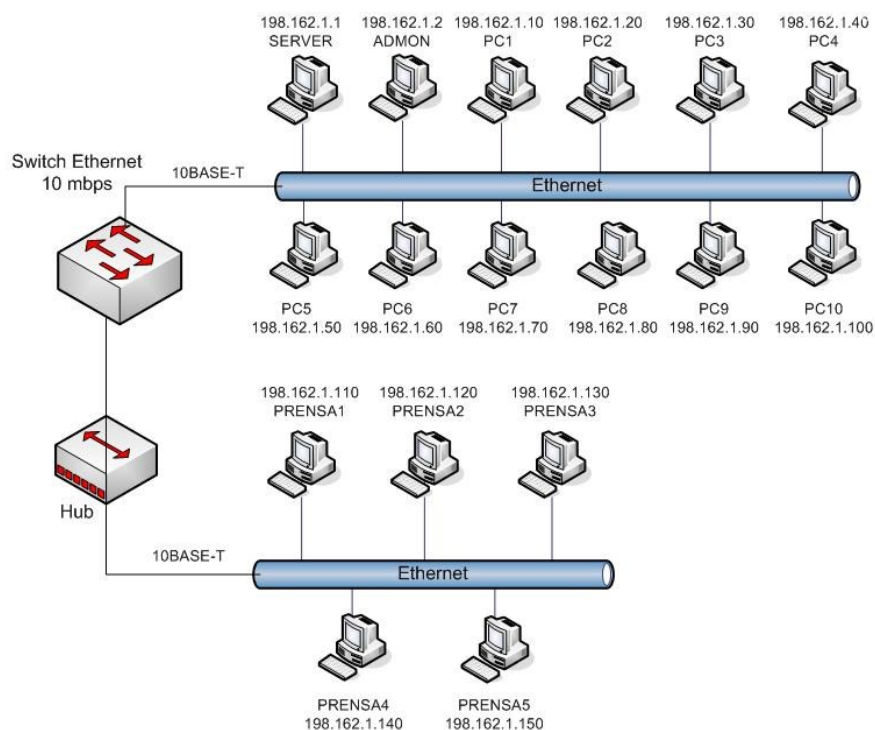 198.162.1.1
SERVER
198.162.1.2
ADMON
198.162.1.10
PC1
198.162.1.20
PC2
198.162.1.30
PC3
198.162.1.40
PC4
Switch Ethernet
10 mbps
10BASE-T
Ethernet
PC5
198.162.1.50
PC6
198.162.1.60
PC7
198.162.1.70
PC8
198.162.1.80
PC9
198.162.1.90
PC10
198.162.1.100
198.162.1.110
PRENSA1
198.162.1.120
PRENSA2
198.162.1.130
PRENSA3
Hub
10BASE-T
Ethernet
PRENSA4
198.162.1.140
PRENSA5
198.162.1.150